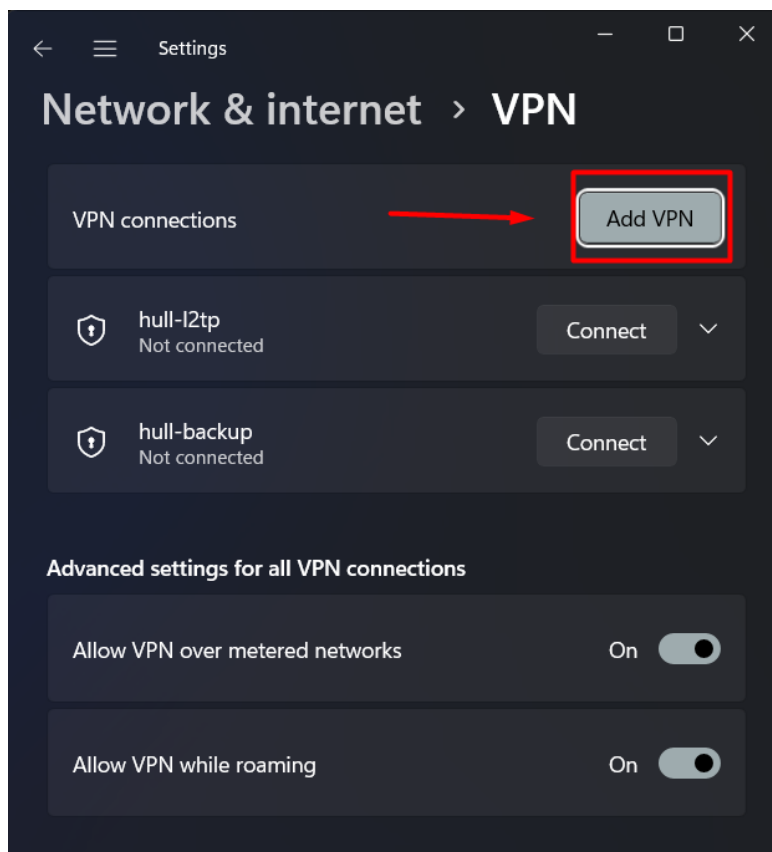 Settings
Network & internet > VPN
VPN connections
Add VPN
hull-l2tp
Not connected
Connect
hull-backup
Not connected
Connect
Advanced settings for all VPN connections
Allow VPN over metered networks
On
Allow VPN while roaming
On